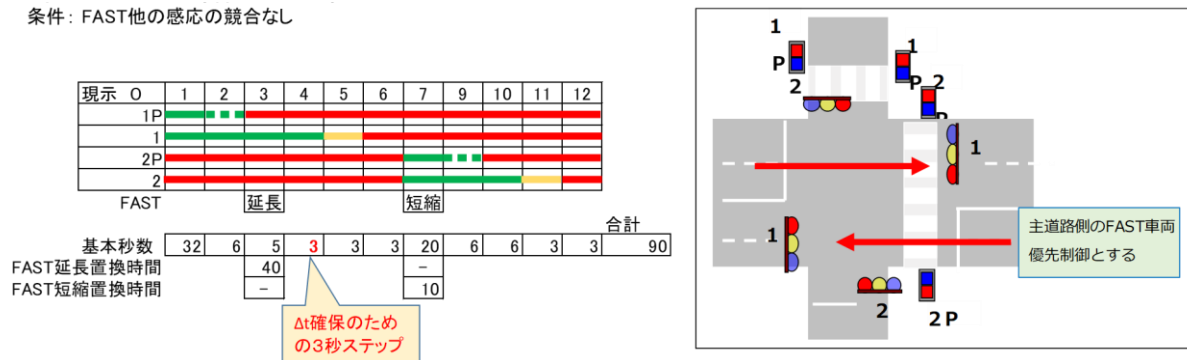 条件: FAST他の感応の競合なし
現示 O 1 2 3 4 5 6 7 9 10 11 12
1P
1
2P
2
FAST 延長 短縮
合計
基本秒数 32 6 5 3 3 3 20 6 6 3 3 90
FAST延長置換時間 40 -
FAST短縮置換時間 - 10
Δt確保のため
の3秒ステップ
1
P
2
1
P 2
P
1
1
主道路側のFAST車両
優先制御とする
2
2 P